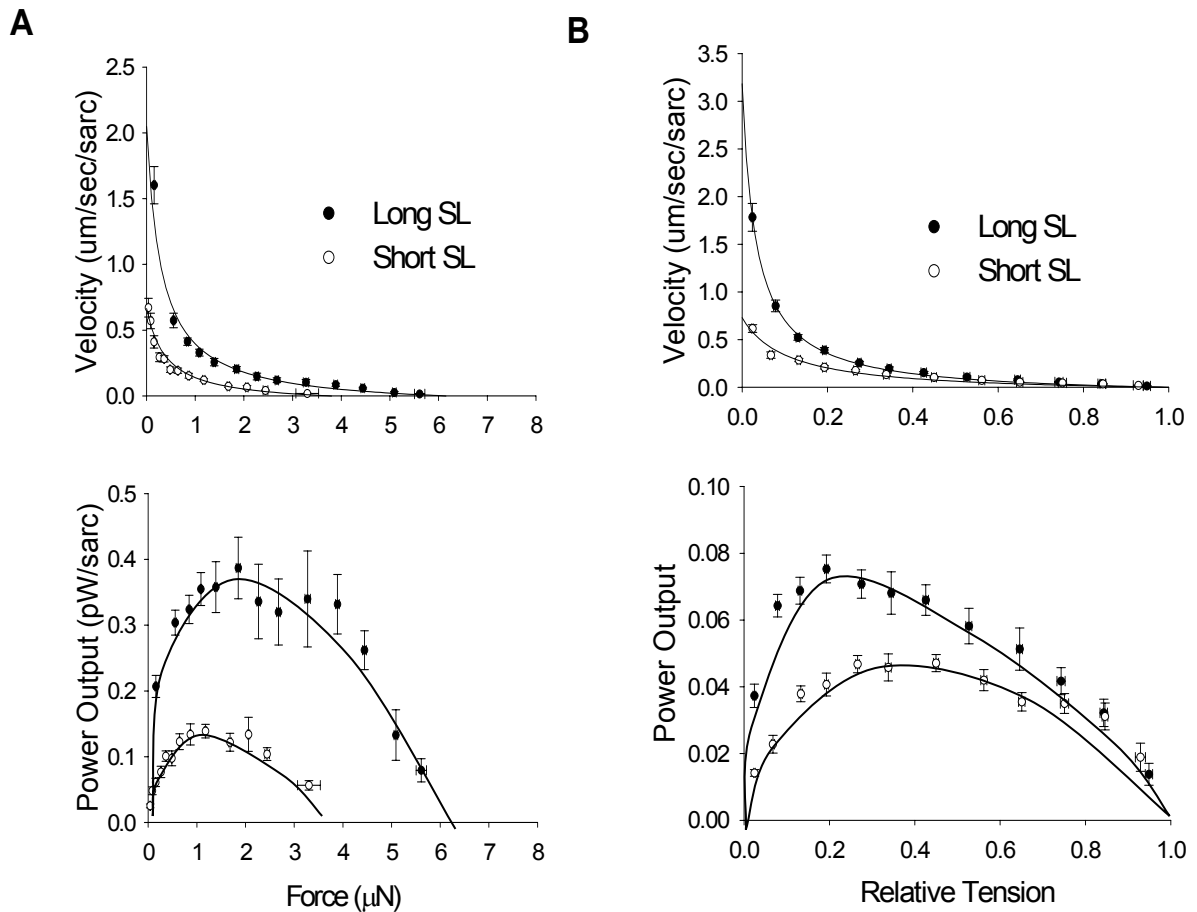 A
Velocity (um/sec/sarc)
2.5
2.0
1.5
1.0
0.5
0.0
Long SL
Short SL
0 1 2 3 4 5 6 7 8
B
Velocity (um/sec/sarc)
3.5
3.0
2.5
2.0
1.5
1.0
0.5
0.0
Long SL
Short SL
0.0 0.2 0.4 0.6 0.8 1.0
Power Output (pW/sarc)
0.5
0.4
0.3
0.2
0.1
0.0
0 1 2 3 4 5 6 7 8
Force (µN)
Power Output
0.10
0.08
0.06
0.04
0.02
0.00
0.0 0.2 0.4 0.6 0.8 1.0
Relative Tension